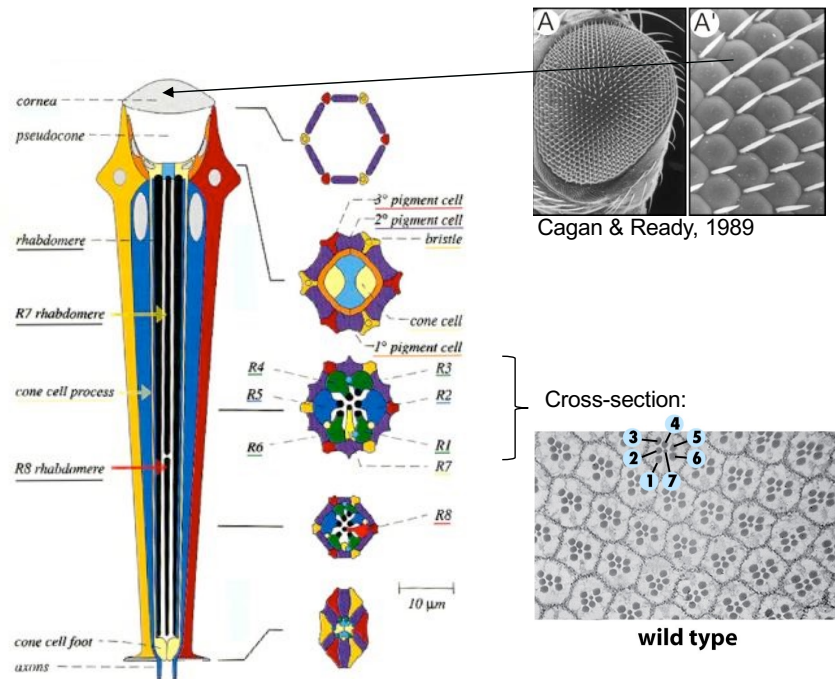 A
A'
Cagan & Ready, 1989
cornea
pseudocone
rhabdomere
R7 rhabdomere
cone cell process
R8 rhabdomere
cone cell foot
axons
3° pigment cell
2° pigment cell
bristle
cone cell
1° pigment cell
R4
R3
R5
R2
R6
R1
R7
R8
10 μm
Cross-section:
4
3
5
2
6
1
7
wild type